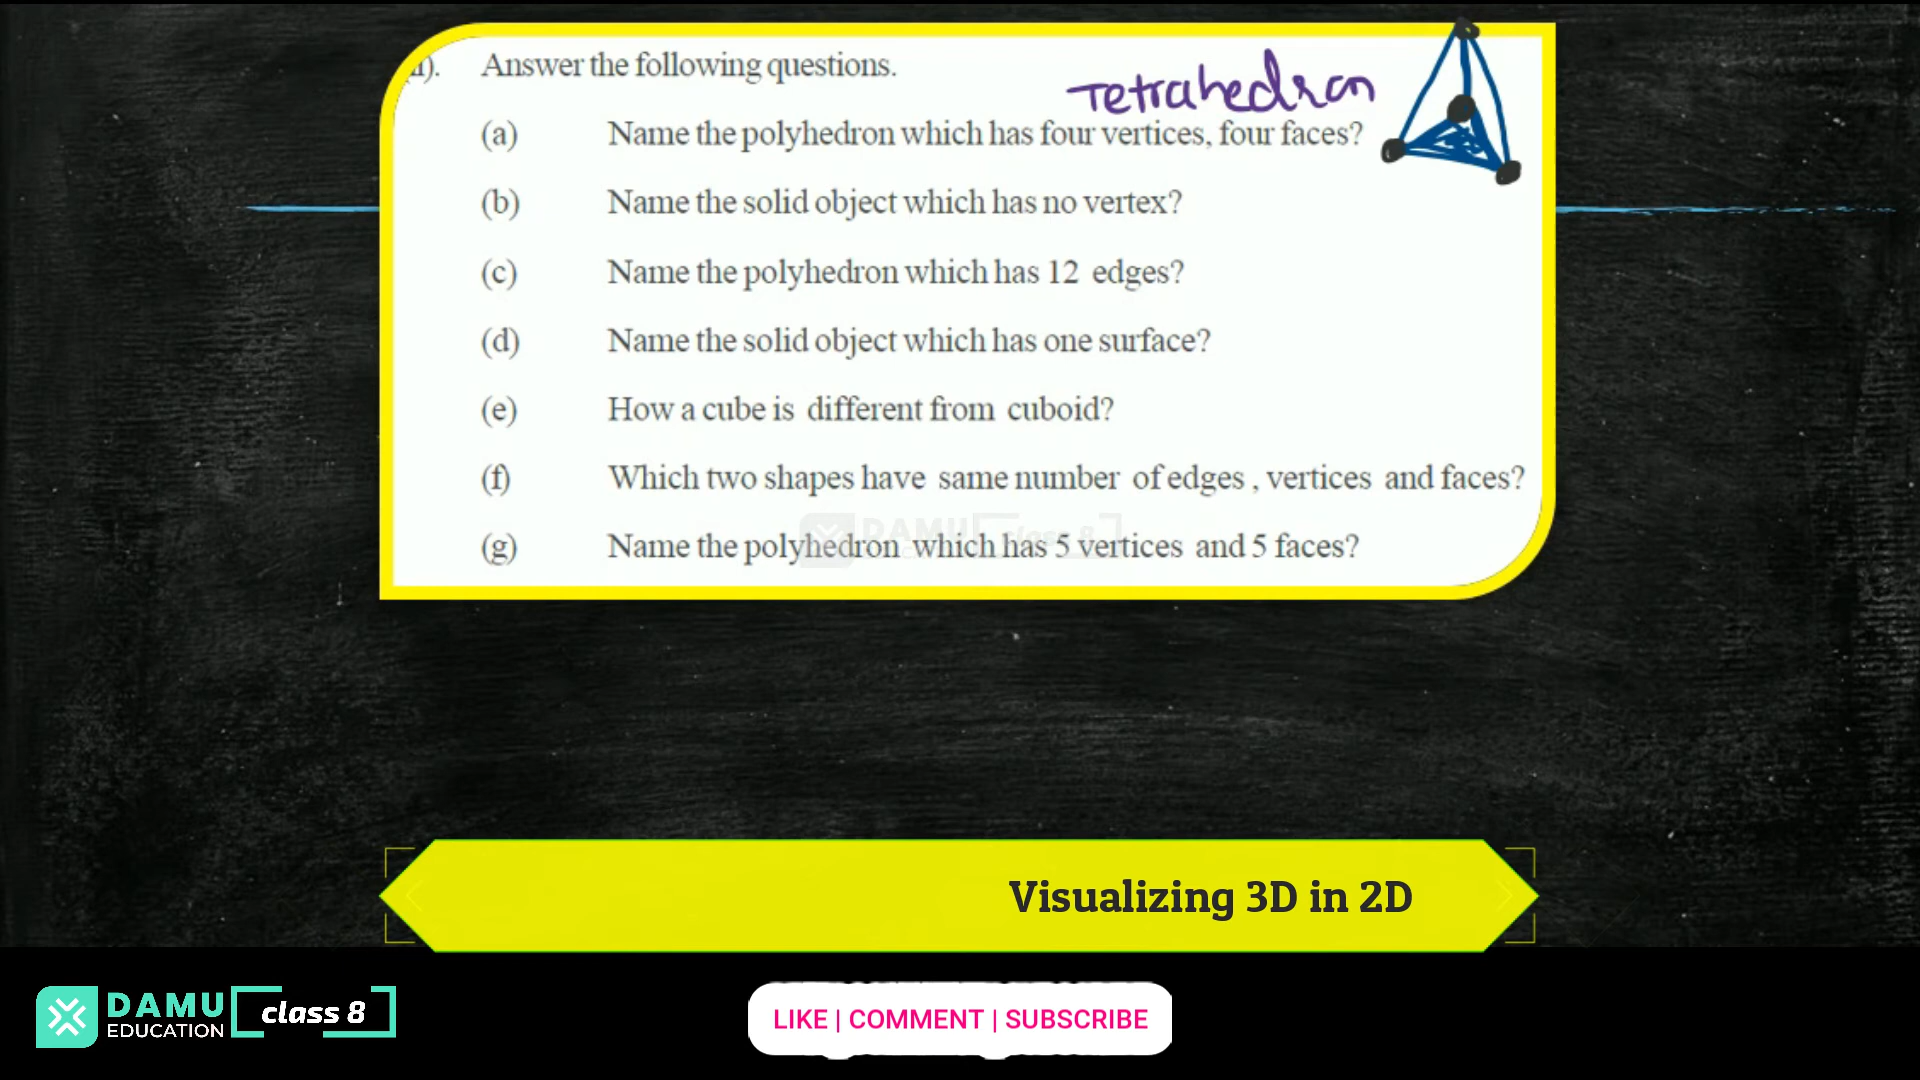 Answer the following questions.
Tetrahedron
(a) Name the polyhedron which has four vertices, four faces?
(b) Name the solid object which has no vertex?
(c) Name the polyhedron which has 12 edges?
(d) Name the solid object which has one surface?
(e) How a cube is different from cuboid?
(f) Which two shapes have same number of edges , vertices and faces?
(g) Name the polyhedron which has 5 vertices and 5 faces?
DAMU class 8
Visualizing 3D in 2D
DAMU
EDUCATION
class 8
LIKE | COMMENT | SUBSCRIBE